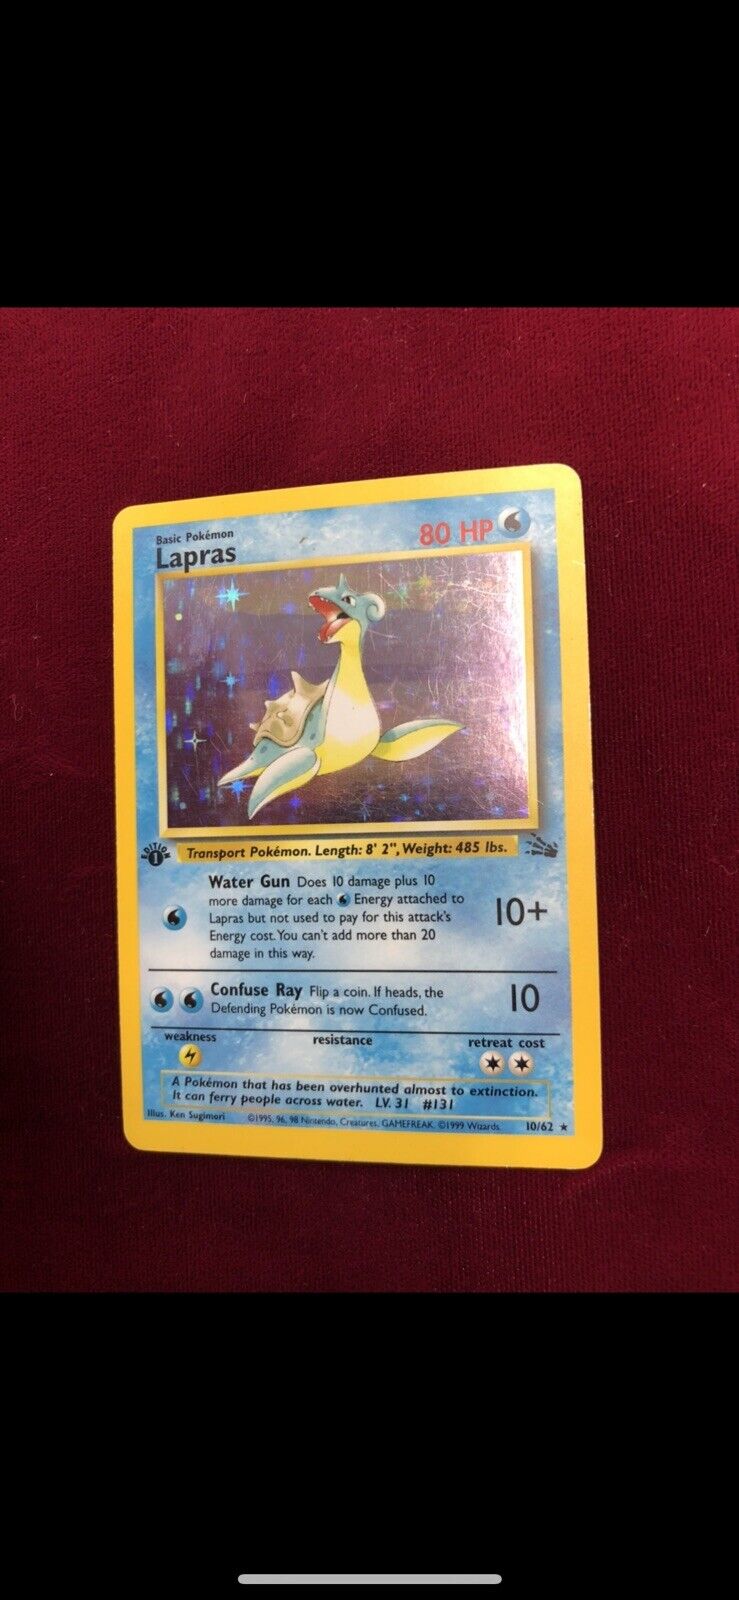 Basic Pokémon
Lapras
80 HP
EDITION
1
Transport Pokémon. Length: 8' 2", Weight: 485 lbs.
Water Gun Does 10 damage plus 10
more damage for each Energy attached to
Lapras but not used to pay for this attack's
Energy cost. You can't add more than 20
damage in this way.
10+
Confuse Ray Flip a coin. If heads, the
Defending Pokémon is now Confused.
10
weakness resistance retreat cost
A Pokémon that has been overhunted almost to extinction.
It can ferry people across water. LV. 31 #131
Illus. Ken Sugimori ©1995, 96, 98 Nintendo, Creatures, GAMEFREAK. ©1999 Wizards. 10/62 ★